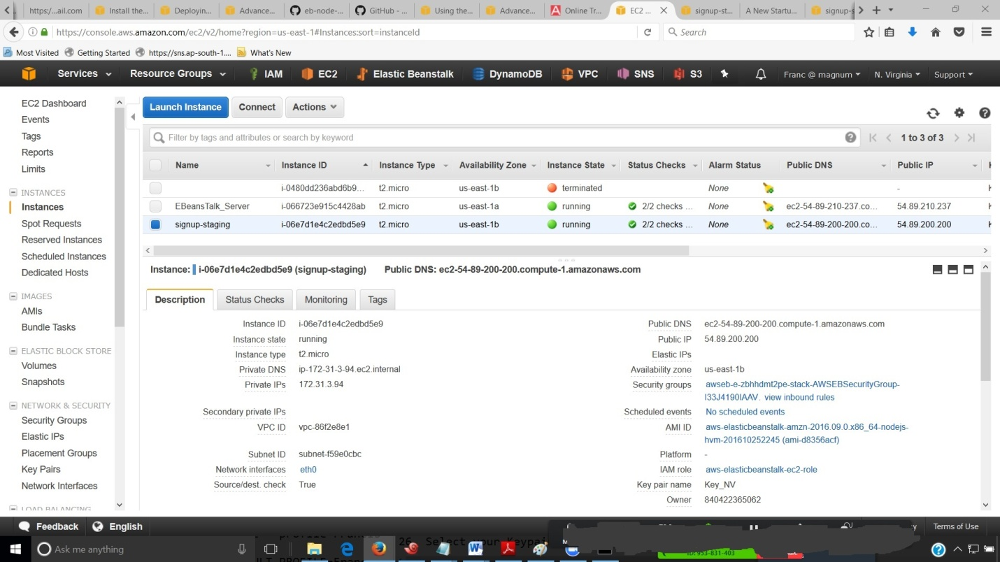 https:/...ail.com Install the... Deployin... Advance... eb-node-... GitHub - ... Using the... Advance... Online Tr... EC2 ... signup-st... A New Startu... signup-s
https://console.aws.amazon.com/ec2/v2/home?region=us-east-1#Instances:sort=instanceId Search
Most Visited Getting Started https://sns.ap-south-1.... What's New
Services Resource Groups IAM EC2 Elastic Beanstalk DynamoDB VPC SNS S3 Franc @ magnum N. Virginia Support
EC2 Dashboard
Events
Tags
Reports
Limits
INSTANCES
Instances
Spot Requests
Reserved Instances
Scheduled Instances
Dedicated Hosts
IMAGES
AMIs
Bundle Tasks
ELASTIC BLOCK STORE
Volumes
Snapshots
NETWORK & SECURITY
Security Groups
Elastic IPs
Placement Groups
Key Pairs
Network Interfaces
LOAD BALANCING
Launch Instance Connect Actions
Filter by tags and attributes or search by keyword 1 to 3 of 3
Name Instance ID Instance Type Availability Zone Instance State Status Checks Alarm Status Public DNS Public IP
i-0480dd236abd6b9... t2.micro us-east-1b terminated None -
EBeansTalk_Server i-066723e915c4428ab t2.micro us-east-1a running 2/2 checks ... None ec2-54-89-210-237.co... 54.89.210.237
signup-staging i-06e7d1e4c2edbd5e9 t2.micro us-east-1b running 2/2 checks ... None ec2-54-89-200-200.co... 54.89.200.200
Instance: i-06e7d1e4c2edbd5e9 (signup-staging) Public DNS: ec2-54-89-200-200.compute-1.amazonaws.com
Description Status Checks Monitoring Tags
Instance ID i-06e7d1e4c2edbd5e9 Public DNS ec2-54-89-200-200.compute-1.amazonaws.com
Instance state running Public IP 54.89.200.200
Instance type t2.micro Elastic IPs
Private DNS ip-172-31-3-94.ec2.internal Availability zone us-east-1b
Private IPs 172.31.3.94 Security groups awseb-e-zbhhdmt2pe-stack-AWSEBSecurityGroup-
I33J4190IAAV. view inbound rules
Secondary private IPs Scheduled events No scheduled events
VPC ID vpc-86f2e8e1 AMI ID aws-elasticbeanstalk-amzn-2016.09.0.x86_64-nodejs-
hvm-201610252245 (ami-d8356acf)
Subnet ID subnet-f59e0cbc Platform -
Network interfaces eth0 IAM role aws-elasticbeanstalk-ec2-role
Source/dest. check True Key pair name Key_NV
Owner 840422365062
Feedback English Terms of Use
Ask me anything 26. Select your Keypai
ID: 953-831-403